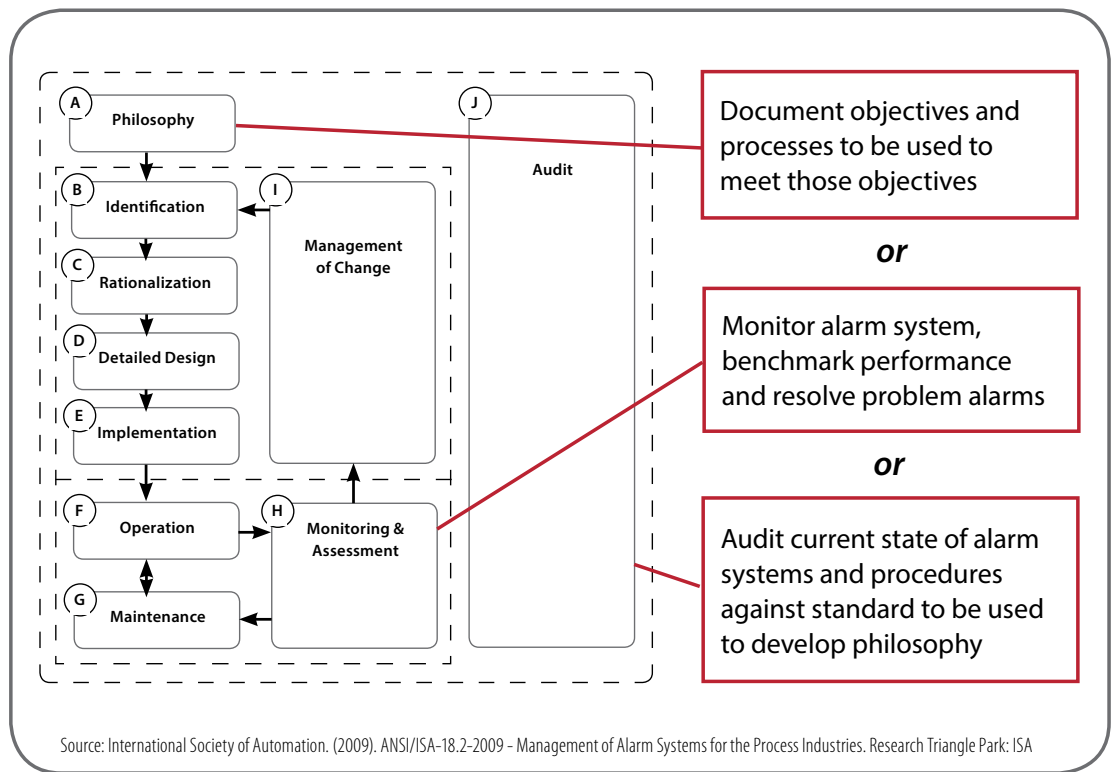 A
Philosophy
B
Identification
C
Rationalization
D
Detailed Design
E
Implementation
F
Operation
G
Maintenance
H
Monitoring &
Assessment
I
Management
of Change
J
Audit
Document objectives and
processes to be used to
meet those objectives
or
Monitor alarm system,
benchmark performance
and resolve problem alarms
or
Audit current state of alarm
systems and procedures
against standard to be used
to develop philosophy
Source: International Society of Automation. (2009). ANSI/ISA-18.2-2009 - Management of Alarm Systems for the Process Industries. Research Triangle Park: ISA